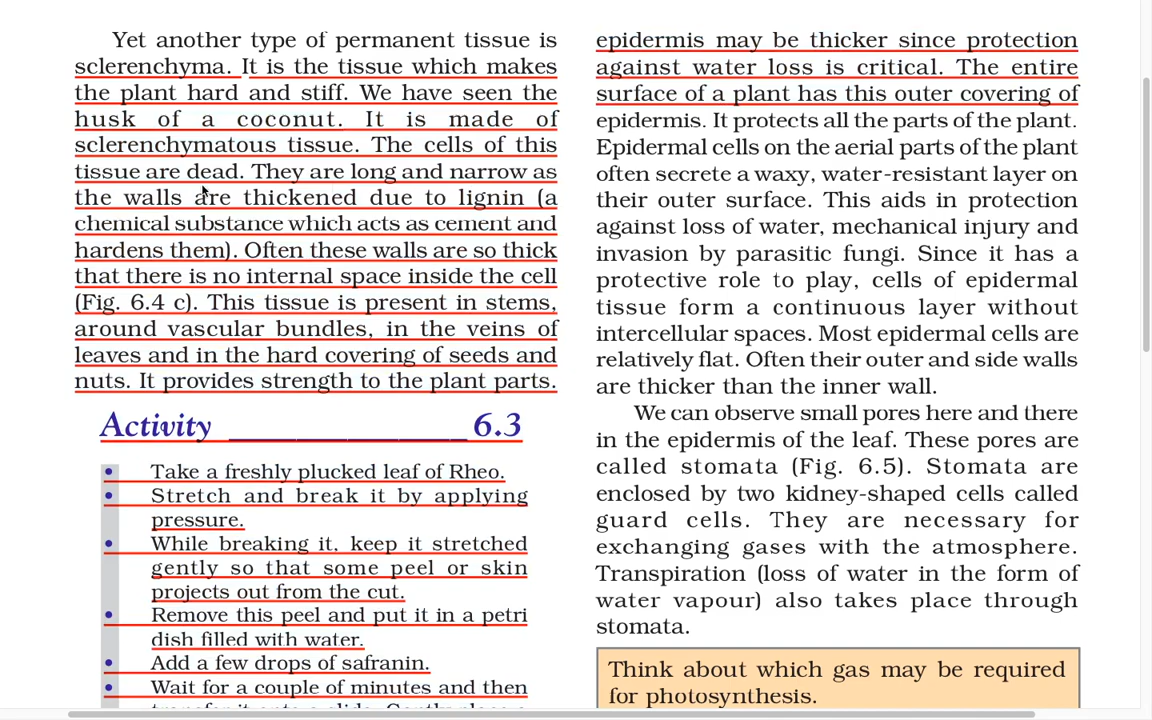 Yet another type of permanent tissue is
sclerenchyma. It is the tissue which makes
the plant hard and stiff. We have seen the
husk of a coconut. It is made of
sclerenchymatous tissue. The cells of this
tissue are dead. They are long and narrow as
the walls are thickened due to lignin (a
chemical substance which acts as cement and
hardens them). Often these walls are so thick
that there is no internal space inside the cell
(Fig. 6.4 c). This tissue is present in stems,
around vascular bundles, in the veins of
leaves and in the hard covering of seeds and
nuts. It provides strength to the plant parts.
Activity ________________ 6.3
• Take a freshly plucked leaf of Rheo.
• Stretch and break it by applying
pressure.
• While breaking it, keep it stretched
gently so that some peel or skin
projects out from the cut.
• Remove this peel and put it in a petri
dish filled with water.
• Add a few drops of safranin.
• Wait for a couple of minutes and then
epidermis may be thicker since protection
against water loss is critical. The entire
surface of a plant has this outer covering of
epidermis. It protects all the parts of the plant.
Epidermal cells on the aerial parts of the plant
often secrete a waxy, water-resistant layer on
their outer surface. This aids in protection
against loss of water, mechanical injury and
invasion by parasitic fungi. Since it has a
protective role to play, cells of epidermal
tissue form a continuous layer without
intercellular spaces. Most epidermal cells are
relatively flat. Often their outer and side walls
are thicker than the inner wall.
We can observe small pores here and there
in the epidermis of the leaf. These pores are
called stomata (Fig. 6.5). Stomata are
enclosed by two kidney-shaped cells called
guard cells. They are necessary for
exchanging gases with the atmosphere.
Transpiration (loss of water in the form of
water vapour) also takes place through
stomata.
Think about which gas may be required
for photosynthesis.